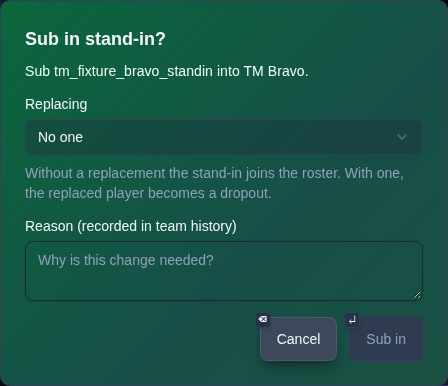 Sub in stand-in?
Sub tm_fixture_bravo_standin into TM Bravo.
Replacing
No one
Without a replacement the stand-in joins the roster. With one,
the replaced player becomes a dropout.
Reason (recorded in team history)
Why is this change needed?
Cancel
Sub in